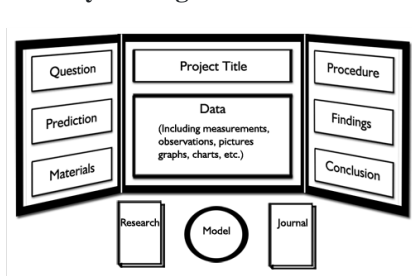 Question
Prediction
Materials
Project Title
Data
(Including measurements,
observations, pictures
graphs, charts, etc.)
Procedure
Findings
Conclusion
Research
Model
Journal